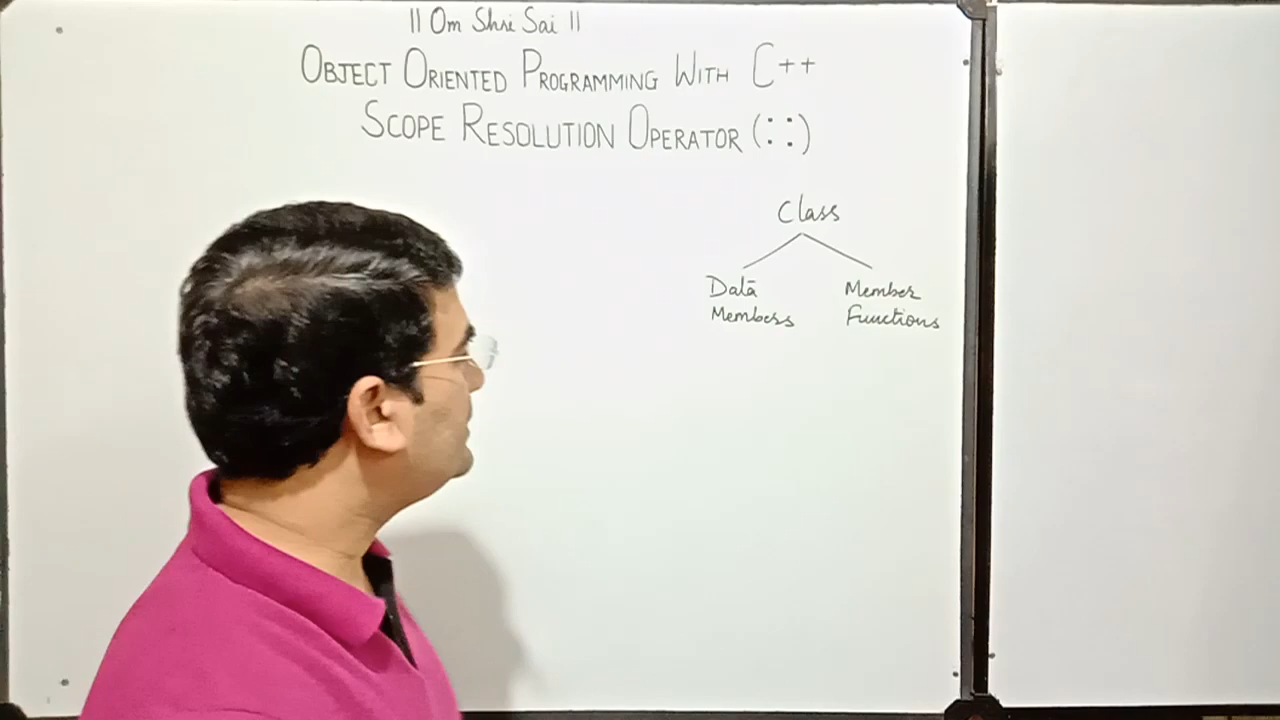 || Om Shri Sai ||
OBJECT ORIENTED PROGRAMMING WITH C++
SCOPE RESOLUTION OPERATOR (::)
Class
Data Members
Member Functions